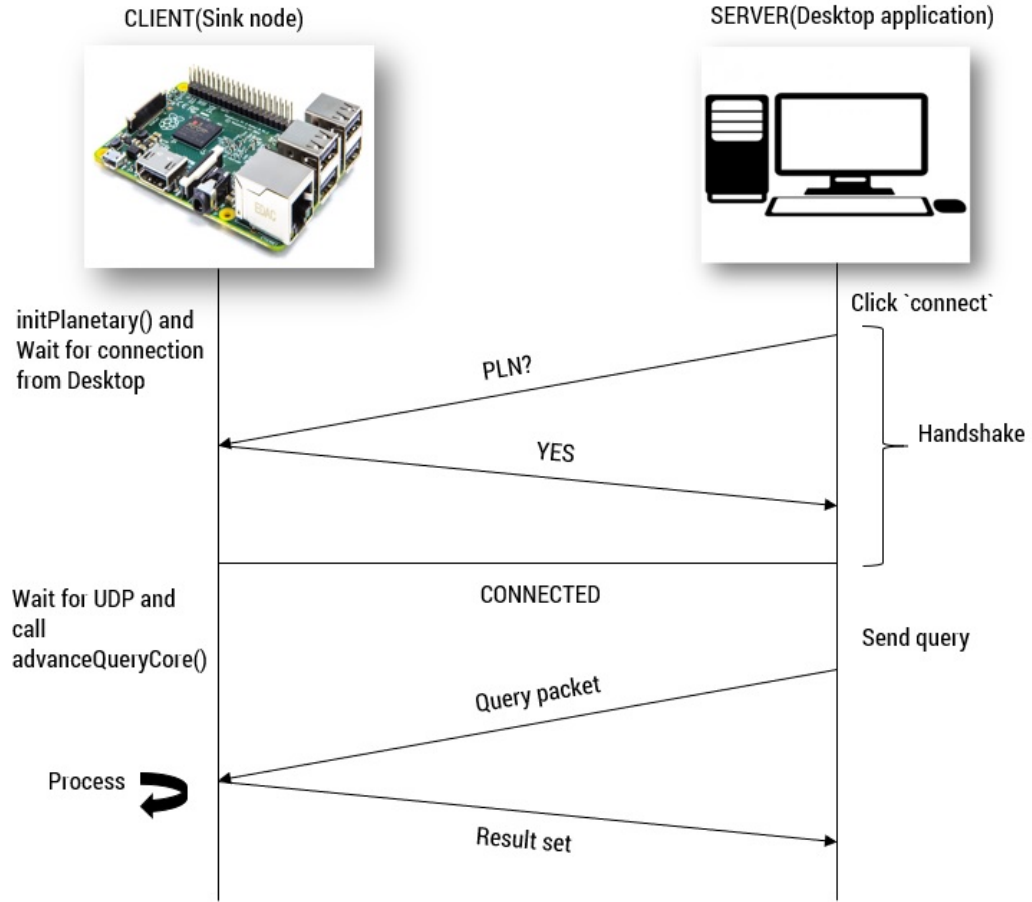 CLIENT(Sink node)
SERVER(Desktop application)
EDAC
Click `connect`
initPlanetary() and
Wait for connection
from Desktop
PLN?
Handshake
YES
CONNECTED
Wait for UDP and
call
advanceQueryCore()
Send query
Query packet
Process
Result set